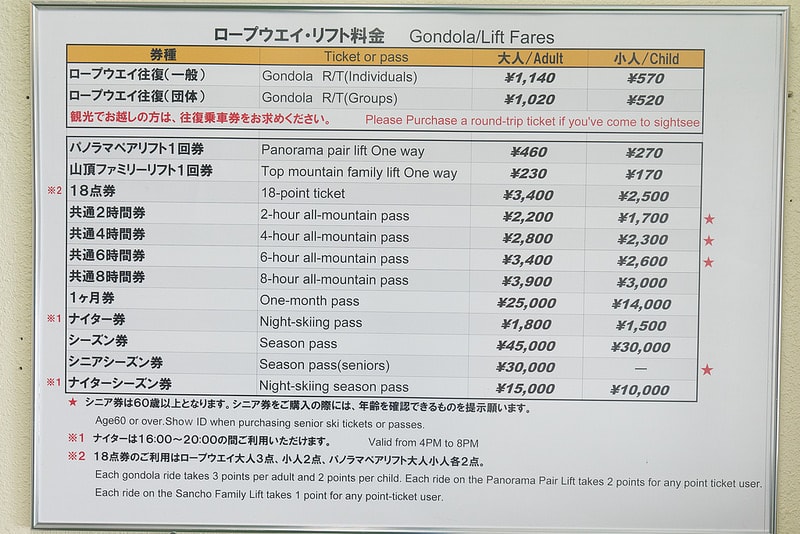 ロープウエイ・リフト料金 Gondola/Lift Fares
券種 Ticket or pass 大人/Adult 小人/Child
ロープウエイ往復(一般) Gondola R/T(Individuals) ¥1,140 ¥570
ロープウエイ往復(団体) Gondola R/T(Groups) ¥1,020 ¥520
観光でお越しの方は、往復乗車券をお求めください。 Please Purchase a round-trip ticket if you've come to sightsee
パノラマペアリフト1回券 Panorama pair lift One way ¥460 ¥270
山頂ファミリーリフト1回券 Top mountain family lift One way ¥230 ¥170
※2 18点券 18-point ticket ¥3,400 ¥2,500
共通2時間券 2-hour all-mountain pass ¥2,200 ¥1,700 ★
共通4時間券 4-hour all-mountain pass ¥2,800 ¥2,300 ★
共通6時間券 6-hour all-mountain pass ¥3,400 ¥2,600 ★
共通8時間券 8-hour all-mountain pass ¥3,900 ¥3,000
1ヶ月券 One-month pass ¥25,000 ¥14,000
※1 ナイター券 Night-skiing pass ¥1,800 ¥1,500
シーズン券 Season pass ¥45,000 ¥30,000
シニアシーズン券 Season pass(seniors) ¥30,000 — ★
※1 ナイターシーズン券 Night-skiing season pass ¥15,000 ¥10,000
★ シニア券は60歳以上となります。シニア券をご購入の際には、年齢を確認できるものを提示願います。
Age60 or over.Show ID when purchasing senior ski tickets or passes.
※1 ナイターは16:00～20:00の間ご利用いただけます。 Valid from 4PM to 8PM
※2 18点券のご利用はロープウエイ大人3点、小人2点、パノラマペアリフト大人小人各2点。
Each gondola ride takes 3 points per adult and 2 points per child. Each ride on the Panorama Pair Lift takes 2 points for any point ticket user.
Each ride on the Sancho Family Lift takes 1 point for any point-ticket user.